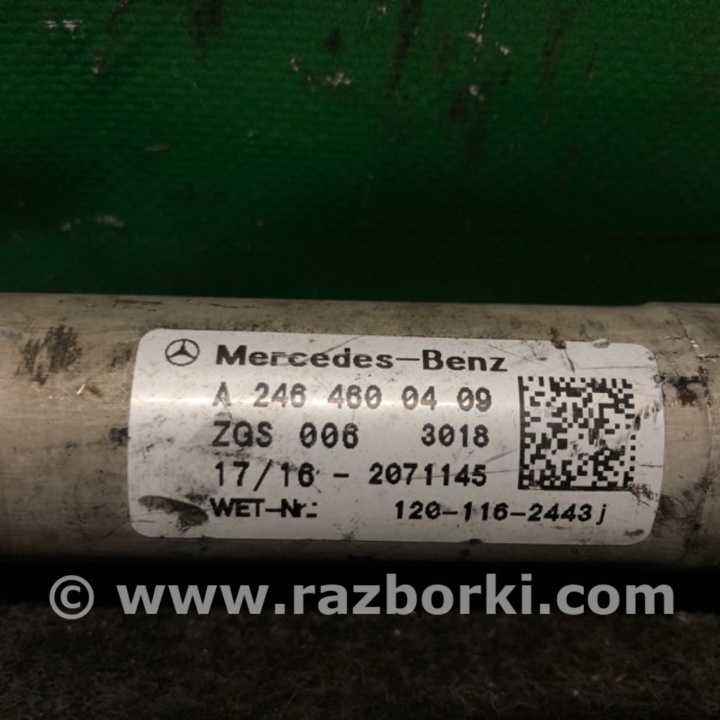 Mercedes-Benz
A 246 460 04 09
ZGS 006 3018
17/16 - 2071145
WET-Nr.: 120-116-2443j
© www.razborki.com